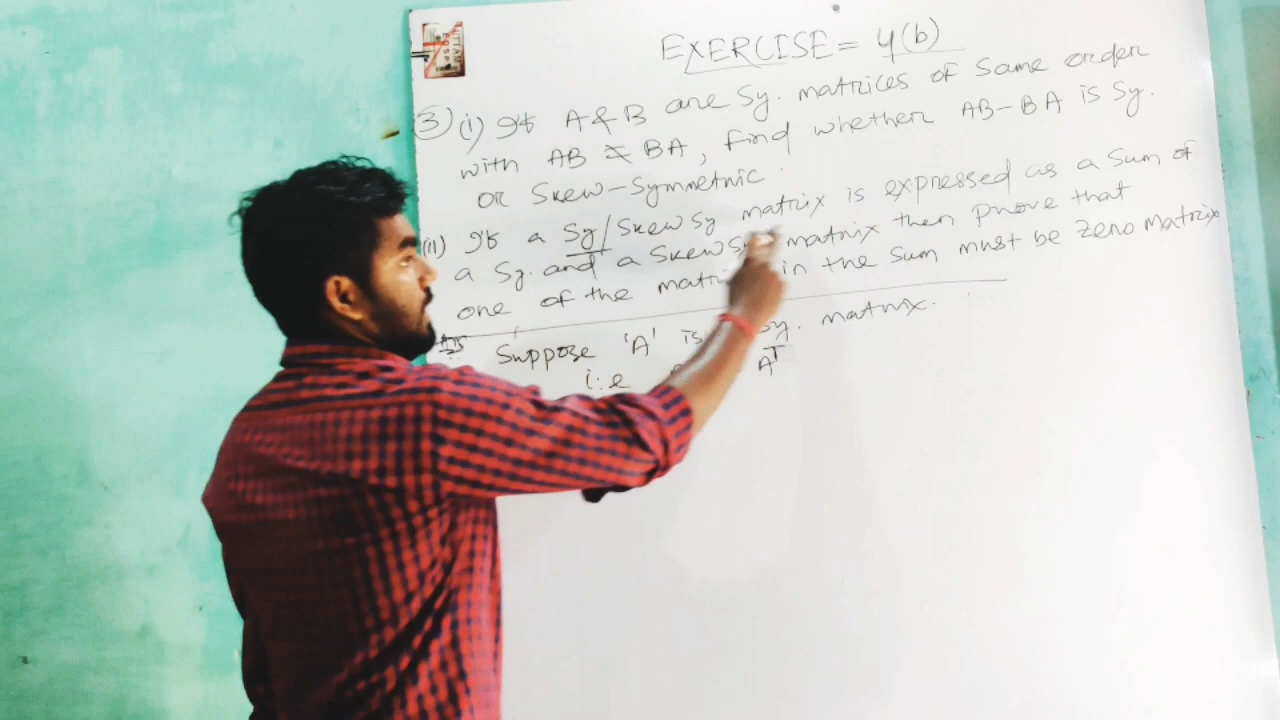 EXERCISE = 4(b)
3) (i) If A & B are Sy. matrices of Same order
with AB ≠ BA, find whether AB - BA is Sy.
or Skew-Symmetric.
(ii) If a Sy/Skew Sy matrix is expressed as a Sum of
a Sy. and a Skew matrix then prove that
one of the in the Sum must be Zero Matrix
Ans Suppose 'A' is Sy. matrix.
i.e Aᵀ